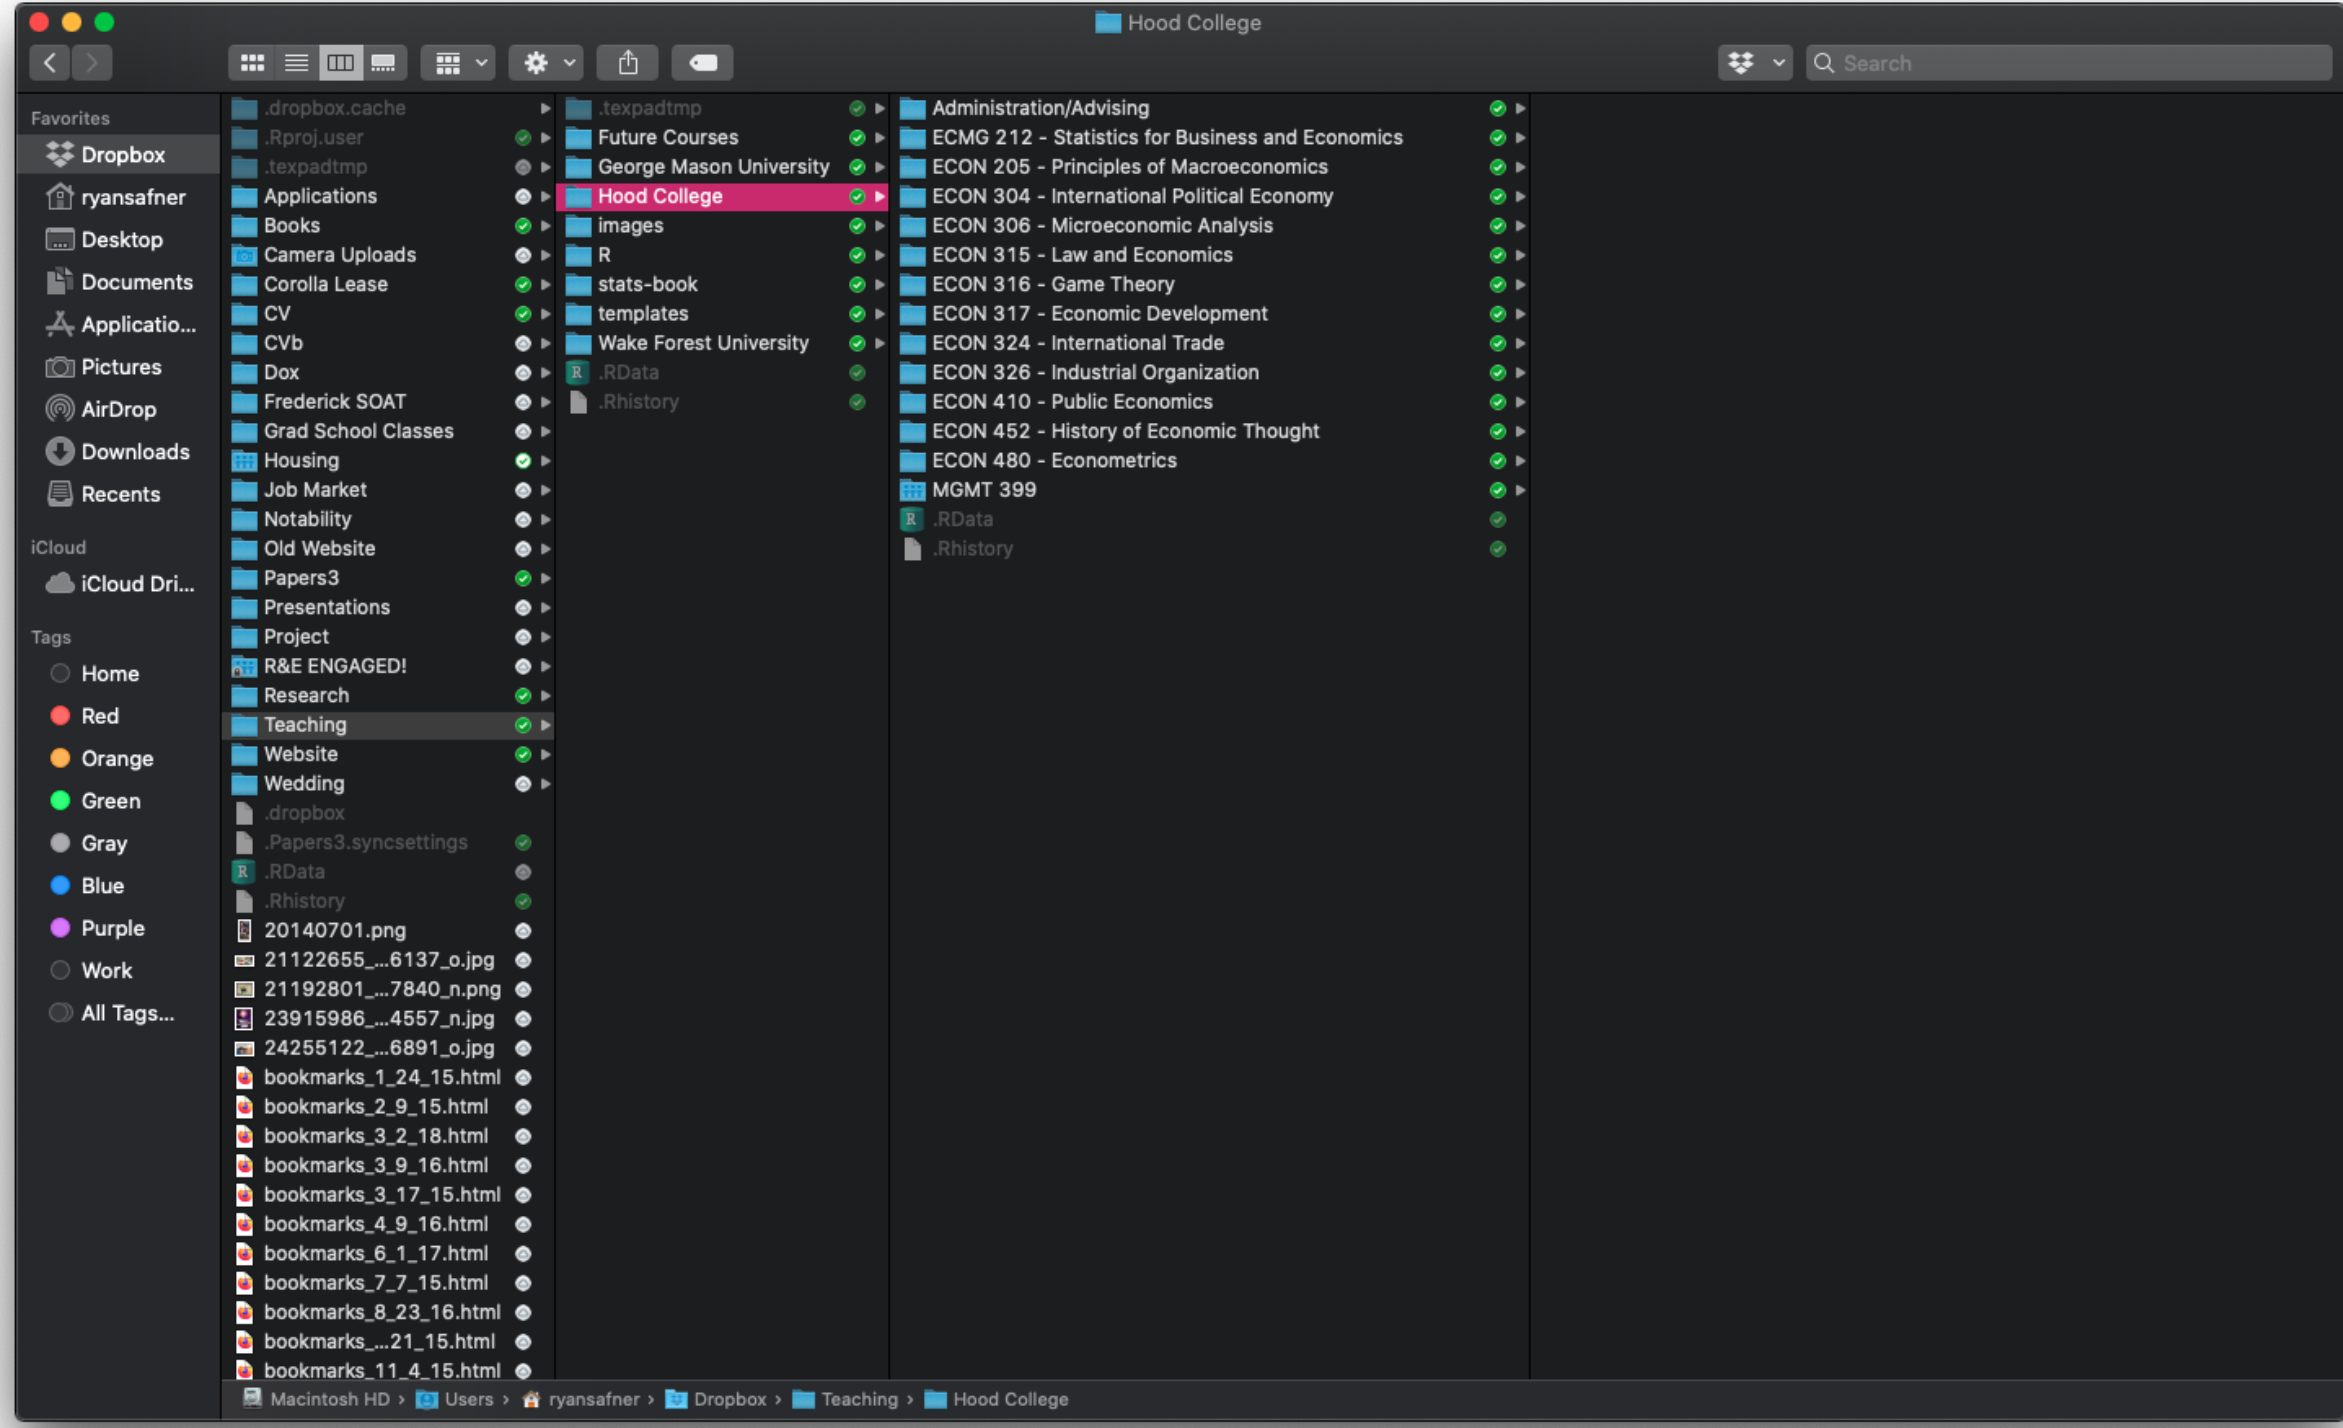 Hood College
Search
Favorites
Dropbox
ryansafner
Desktop
Documents
Applicatio...
Pictures
AirDrop
Downloads
Recents
iCloud
iCloud Dri...
Tags
Home
Red
Orange
Green
Gray
Blue
Purple
Work
All Tags...
.dropbox.cache
.Rproj.user
.texpadtmp
Applications
Books
Camera Uploads
Corolla Lease
CV
CVb
Dox
Frederick SOAT
Grad School Classes
Housing
Job Market
Notability
Old Website
Papers3
Presentations
Project
R&E ENGAGED!
Research
Teaching
Website
Wedding
.dropbox
.Papers3.syncsettings
R .RData
.Rhistory
20140701.png
21122655_...6137_o.jpg
21192801_...7840_n.png
23915986_...4557_n.jpg
24255122_...6891_o.jpg
bookmarks_1_24_15.html
bookmarks_2_9_15.html
bookmarks_3_2_18.html
bookmarks_3_9_16.html
bookmarks_3_17_15.html
bookmarks_4_9_16.html
bookmarks_6_1_17.html
bookmarks_7_7_15.html
bookmarks_8_23_16.html
bookmarks_...21_15.html
bookmarks_11_4_15.html
.texpadtmp
Future Courses
George Mason University
Hood College
images
R
stats-book
templates
Wake Forest University
R .RData
.Rhistory
Administration/Advising
ECMG 212 - Statistics for Business and Economics
ECON 205 - Principles of Macroeconomics
ECON 304 - International Political Economy
ECON 306 - Microeconomic Analysis
ECON 315 - Law and Economics
ECON 316 - Game Theory
ECON 317 - Economic Development
ECON 324 - International Trade
ECON 326 - Industrial Organization
ECON 410 - Public Economics
ECON 452 - History of Economic Thought
ECON 480 - Econometrics
MGMT 399
R .RData
.Rhistory
Macintosh HD › Users › ryansafner › Dropbox › Teaching › Hood College